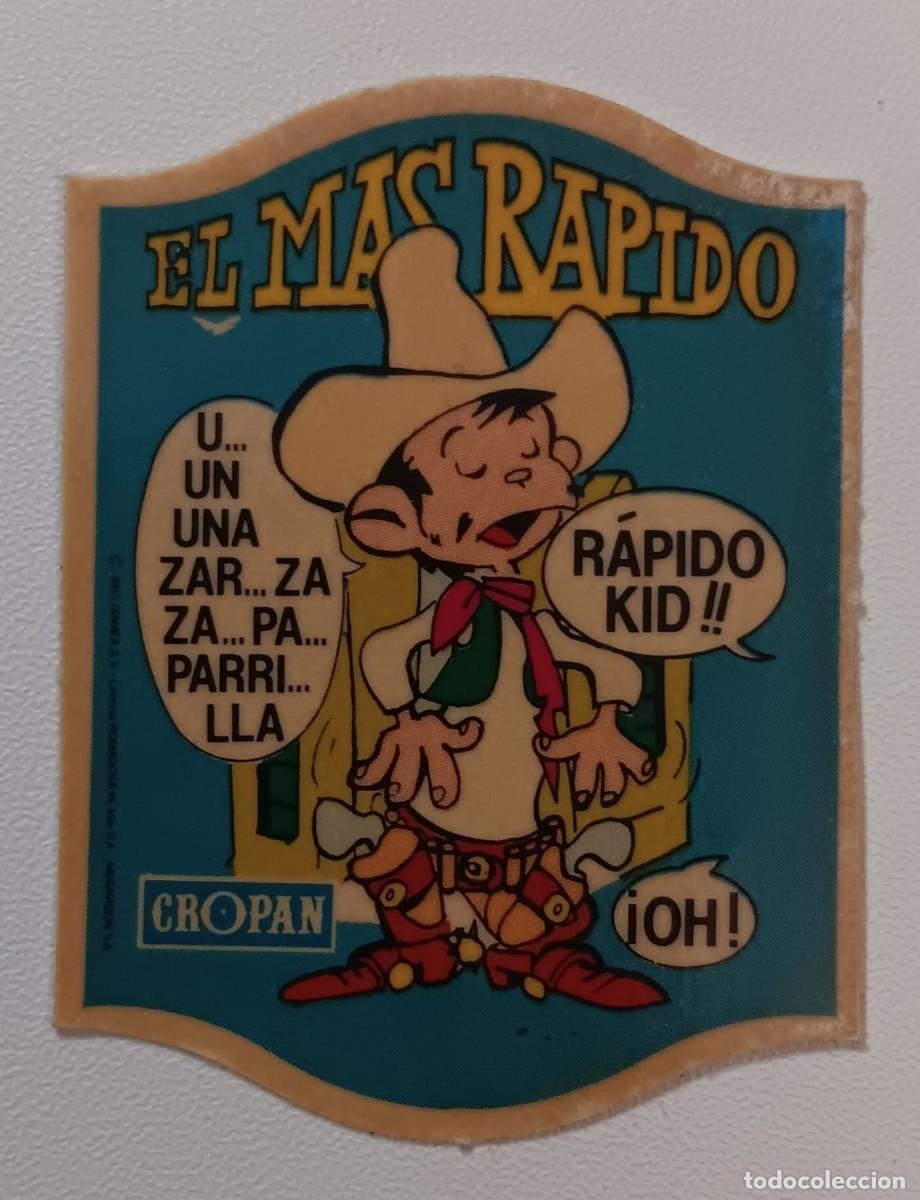 EL MAS RAPIDO
U...
UN
UNA
ZAR...ZA
ZA...PA...
PARRI...
LLA
RÁPIDO
KID!!
¡OH!
CROPAN
todocoleccion